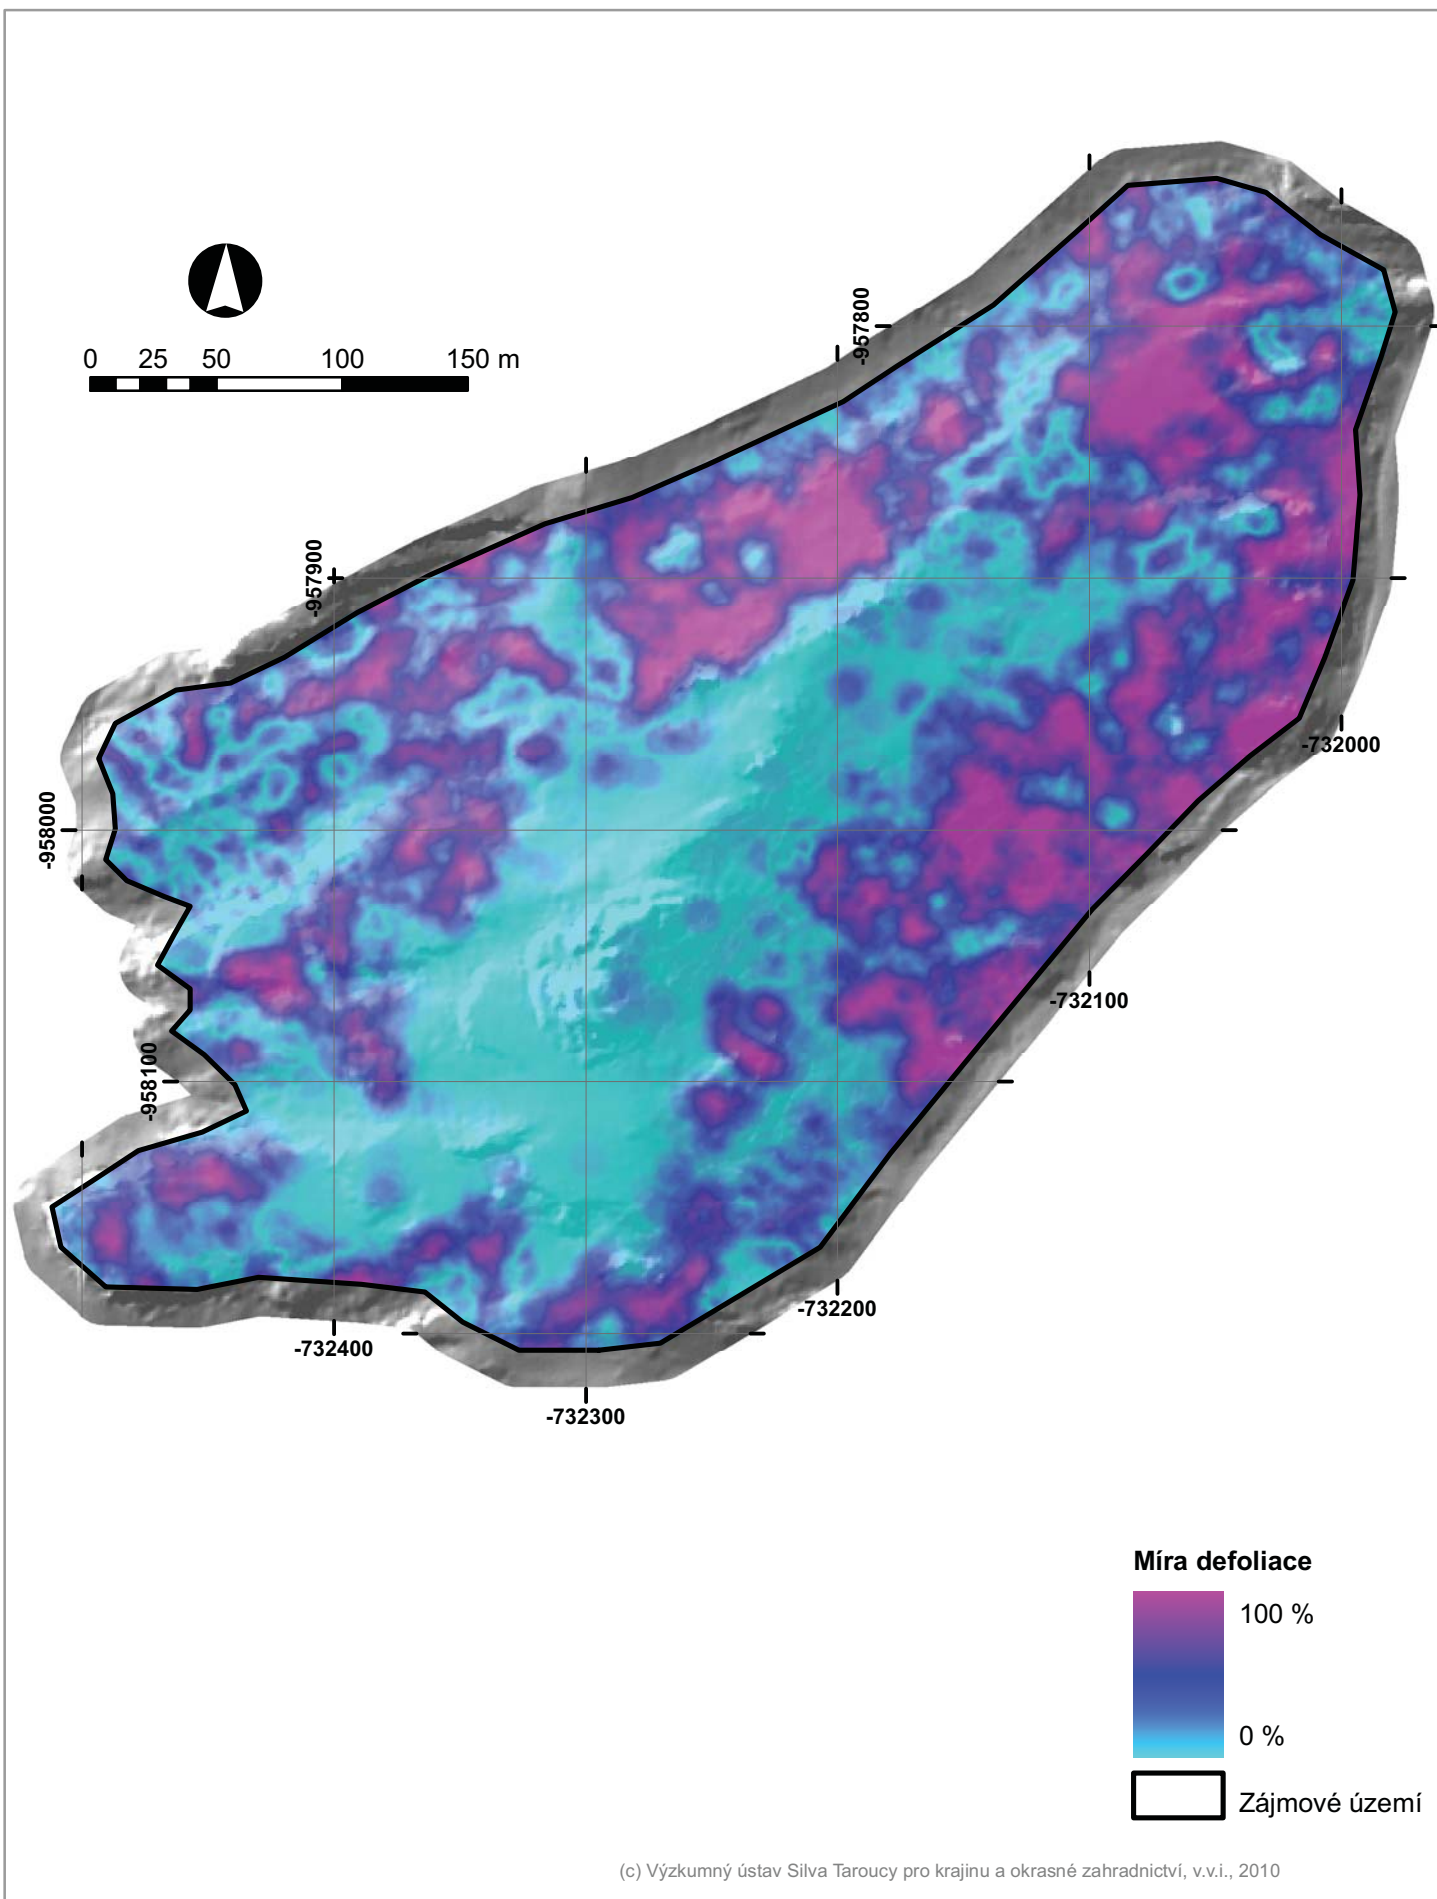 0 25 50 100 150 m
-957800
-957900
-958000
-958100
-732000
-732100
-732200
-732400
-732300
Míra defoliace
100 %
0 %
Zájmové území
(c) Výzkumný ústav Silva Taroucy pro krajinu a okrasné zahradnictví, v.v.i., 2010